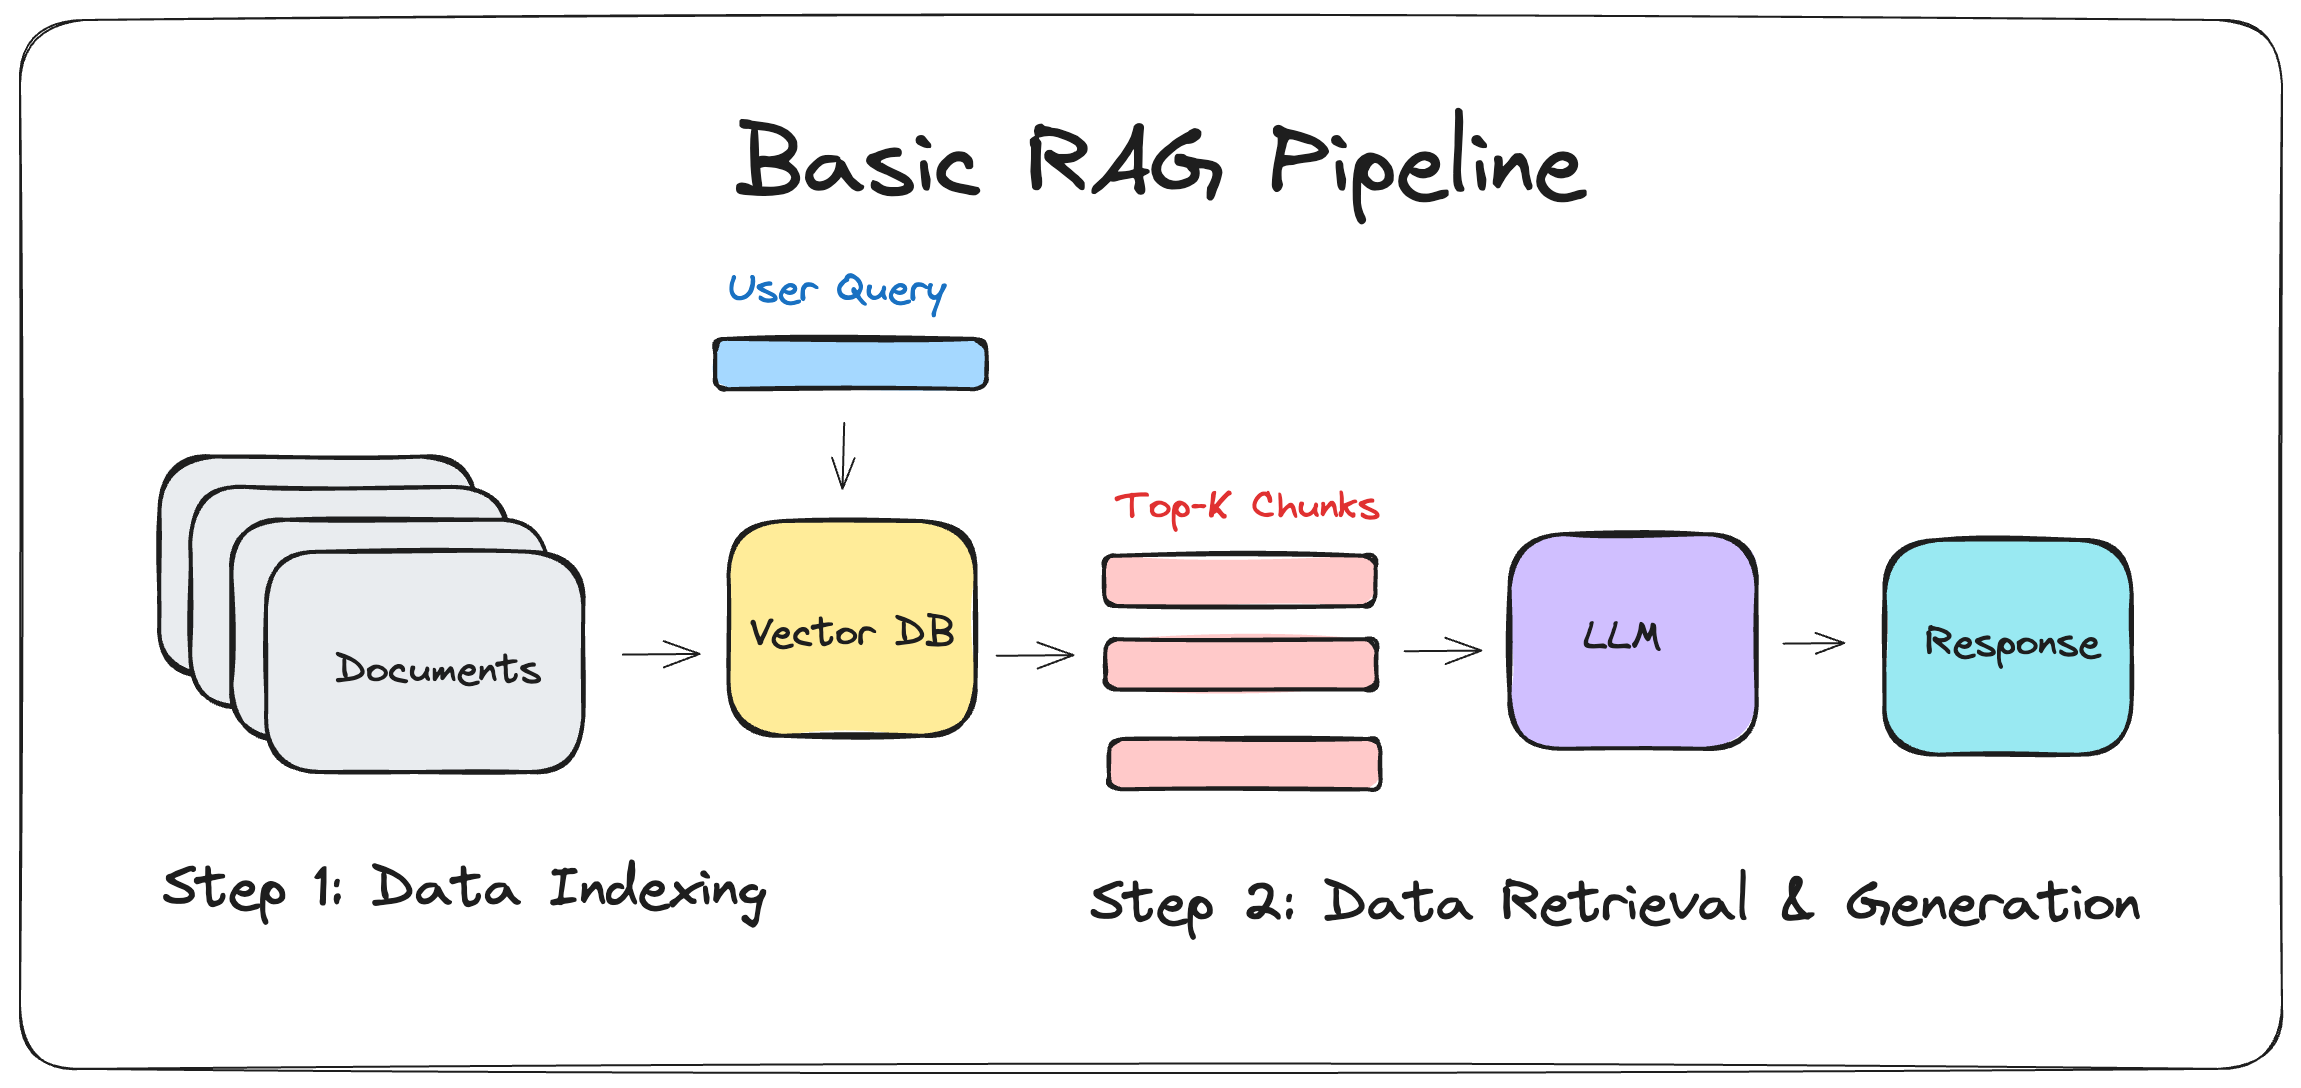 Basic RAG Pipeline
User Query
Top-K Chunks
Documents
Vector DB
LLM
Response
Step 1: Data Indexing
Step 2: Data Retrieval & Generation